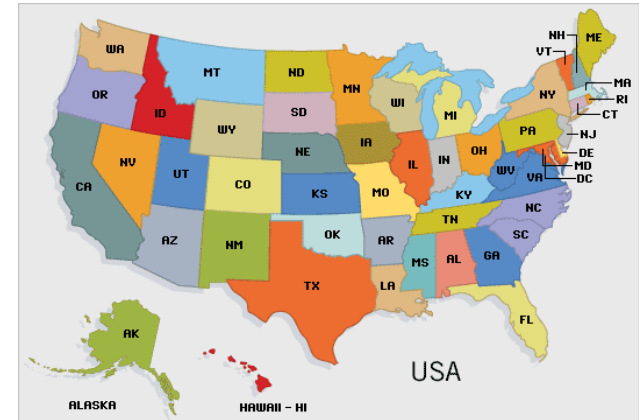 WA
OR
CA
NV
ID
MT
WY
UT
AZ
CO
NM
ND
SD
NE
KS
OK
TX
MN
IA
MO
AR
LA
WI
IL
MI
IN
OH
KY
TN
MS
AL
GA
FL
SC
NC
VA
WV
PA
NY
VT
NH
ME
MA
RI
CT
NJ
DE
MD
DC
AK
ALASKA
HAWAII - HI
USA